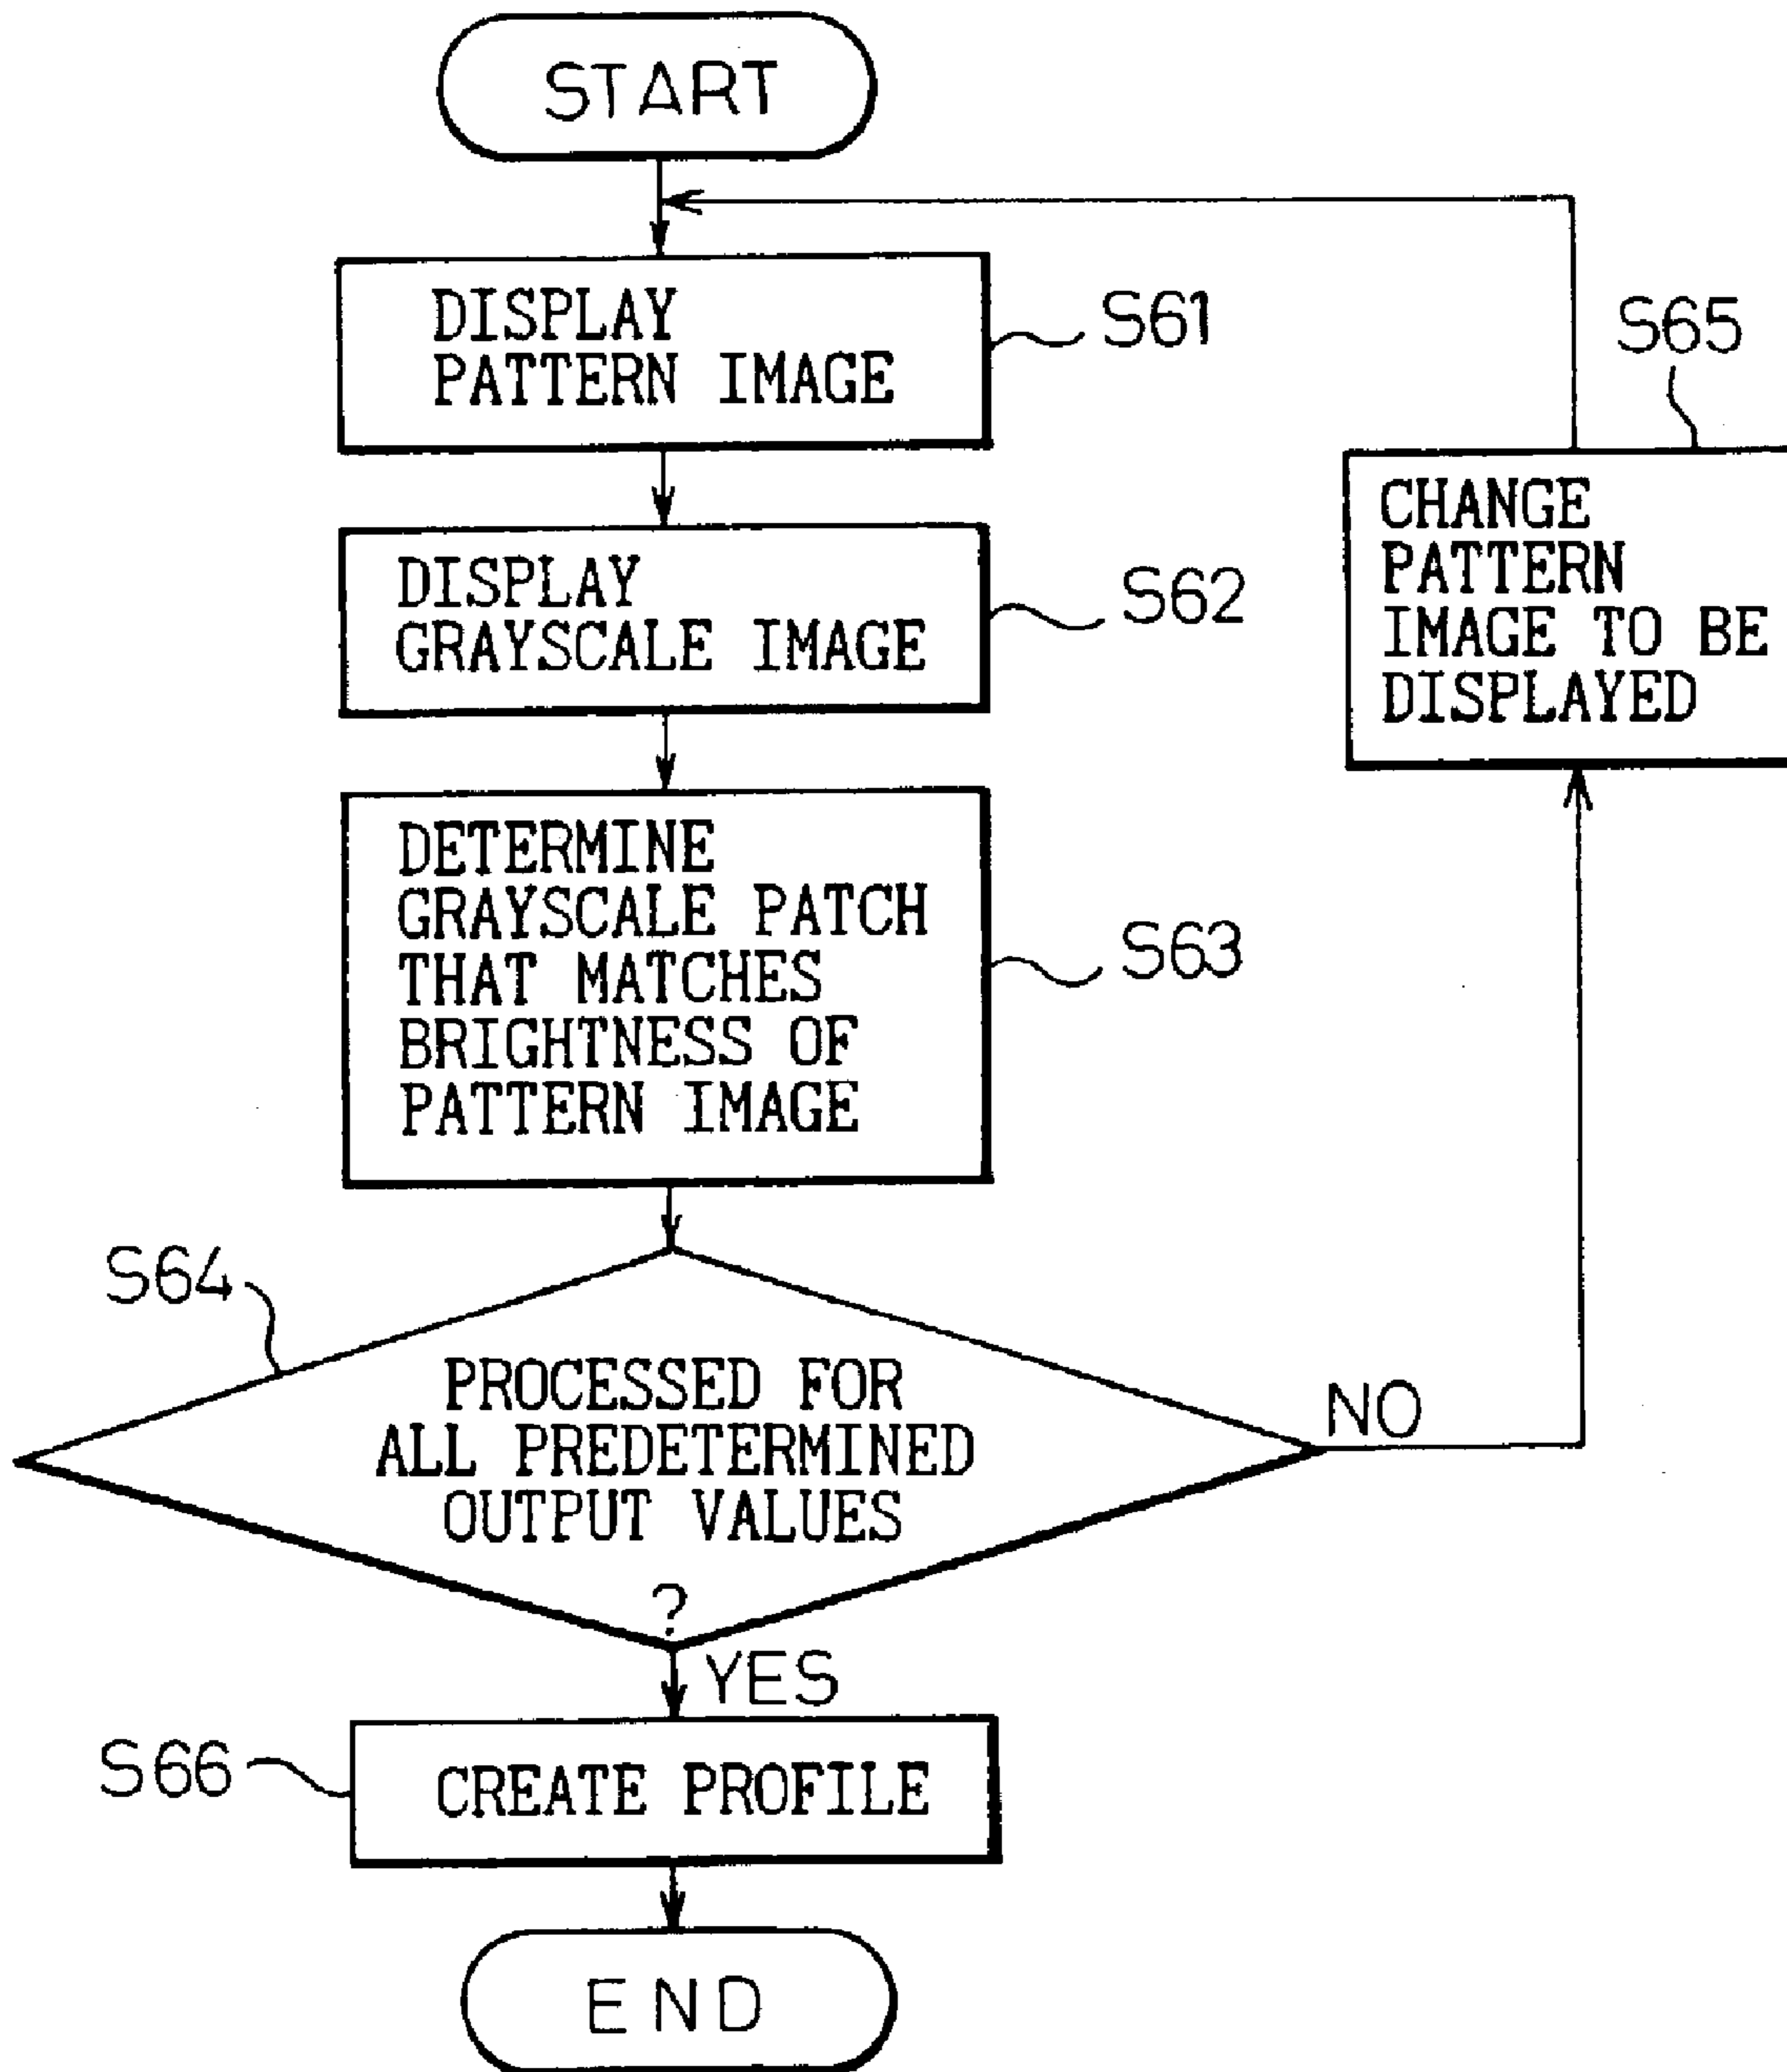 START
DISPLAY
PATTERN IMAGE
S61
DISPLAY
GRAYSCALE IMAGE
S62
DETERMINE
GRAYSCALE PATCH
THAT MATCHES
BRIGHTNESS OF
PATTERN IMAGE
S63
S64
PROCESSED FOR
ALL PREDETERMINED
OUTPUT VALUES
?
NO
S65
CHANGE
PATTERN
IMAGE TO BE
DISPLAYED
YES
S66
CREATE PROFILE
END